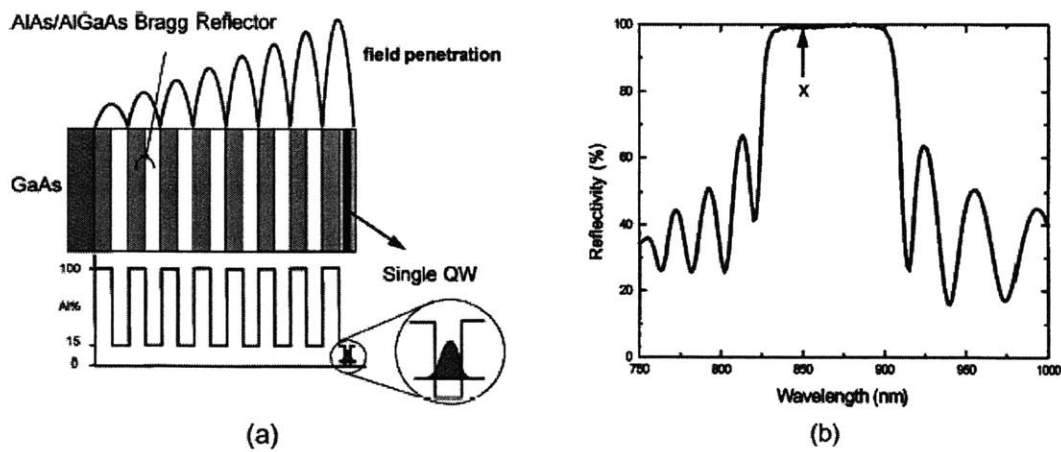 AlAs/AlGaAs Bragg Reflector
field penetration
GaAs
Single QW
100
Al%
15
0
(a)
100
80
60
40
20
0
Reflectivity (%)
x
750 800 850 900 950 1000
Wavelength (nm)
(b)